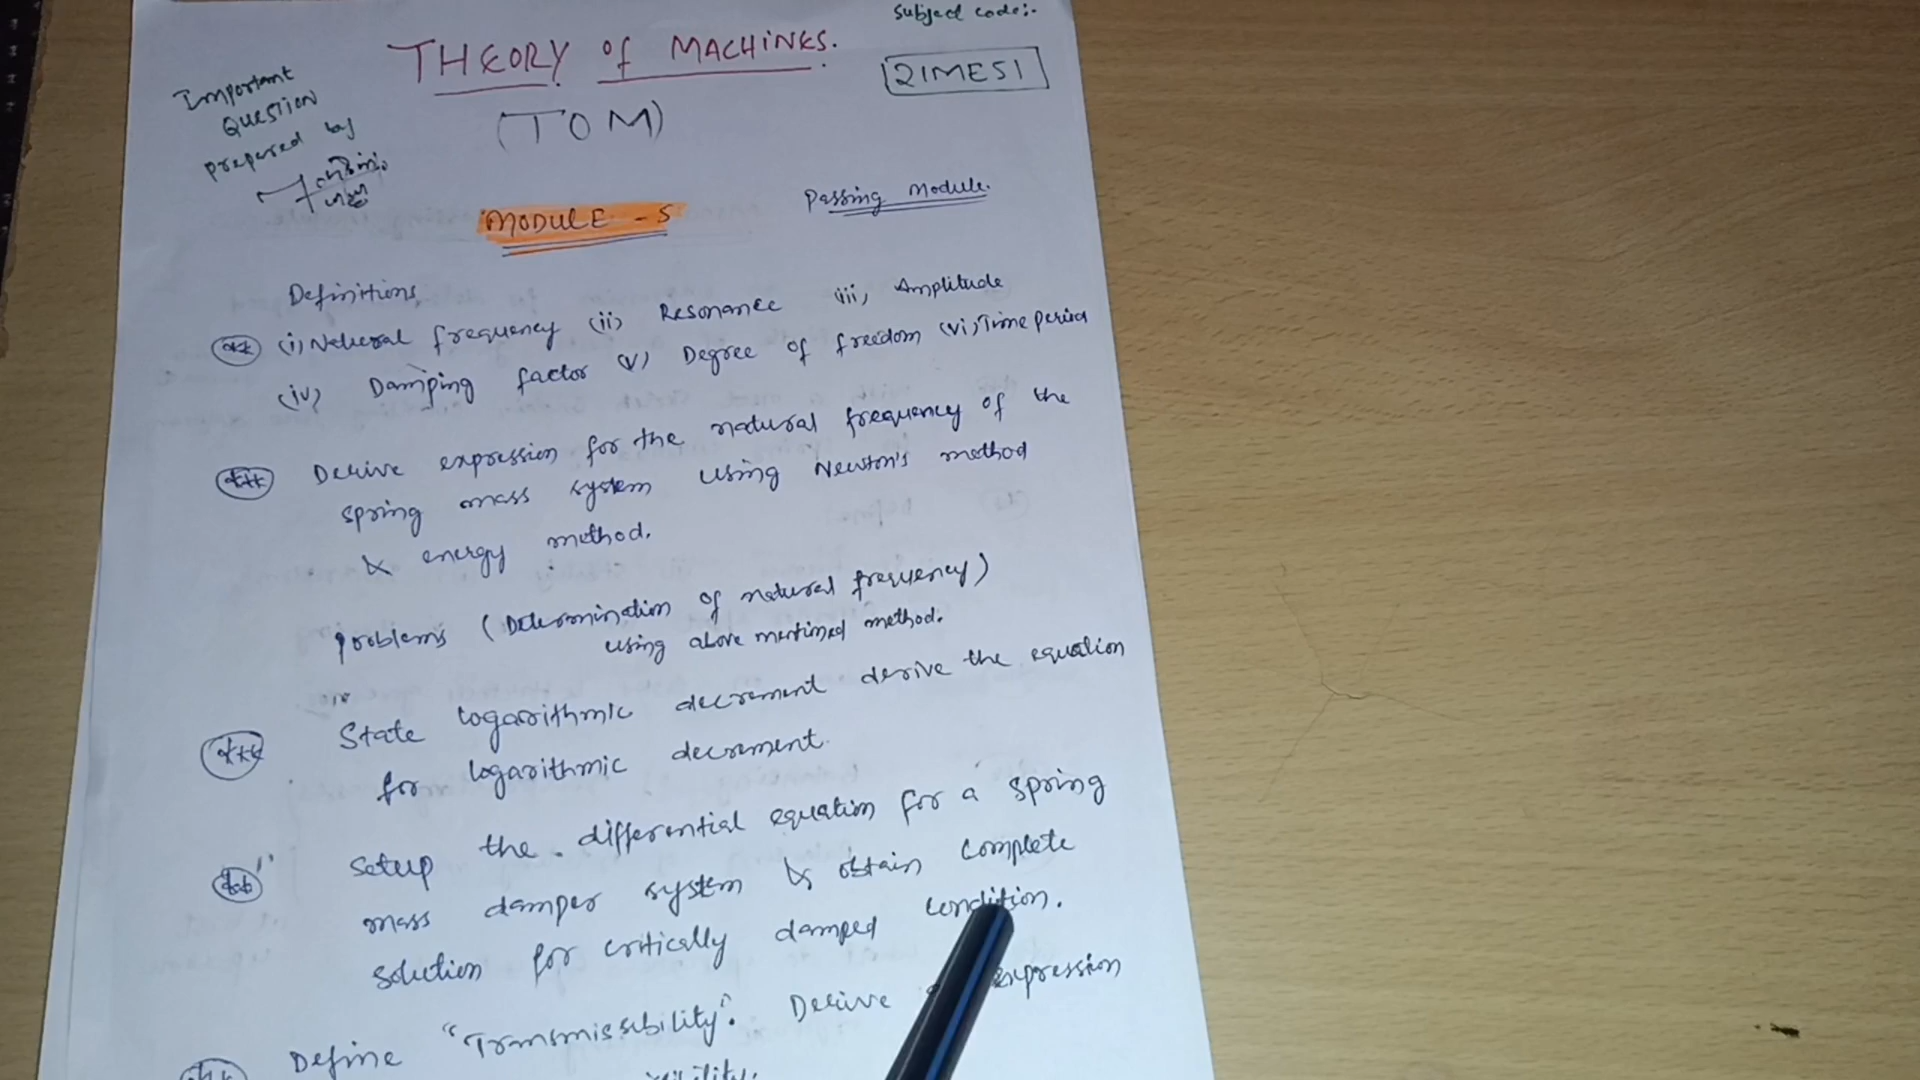 Subject code:-
THEORY of MACHINES.
21ME51
(TOM)
Important
QUESTION
prepered by
Passing Module.
MODULE - 5
Definitions
(i) Natural frequency (ii) Resonance iii) Amplitude
(iv) Damping factor (v) Degree of freedom (vi) Time period
Derive expression for the natural frequency of the
spring mass system using Newton's method
& energy method.
problems (Determination of natural frequency)
using above mentioned method.
State logarithmic decrement derive the equation
for logarithmic decrement.
setup the differential equation for a spring
mass damper system & obtain complete
solution for critically damped condition.
Define "Transmissibility". Derive expression